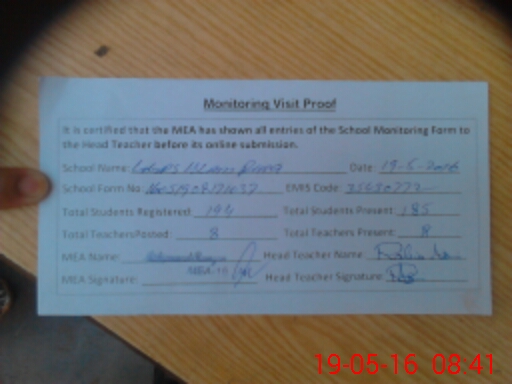 Monitoring Visit Proof
It is certified that the MEA has shown all entries of the School Monitoring Form to
the Head Teacher before its online submission.
School Name: Date: 19-5-2016
School Form No: EMIS Code:
Total Students Registered: 194 Total Students Present: 185
Total Teachers Posted: 8 Total Teachers Present: 8
MEA Name: Head Teacher Name:
MEA Signature: Head Teacher Signature:
19-05-16 08:41